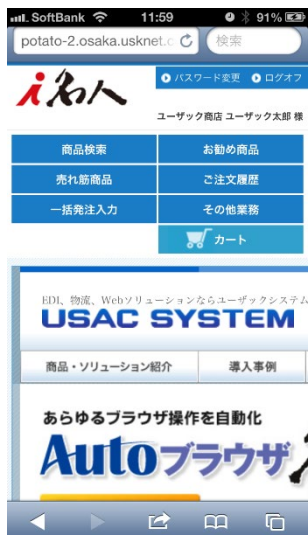 SoftBank 11:59 91%
potato-2.osaka.usknet.c 検索
i名人
パスワード変更 ログオフ
ユーザック商店 ユーザック太郎 様
商品検索 お勧め商品
売れ筋商品 ご注文履歴
一括発注入力 その他業務
カート
EDI、物流、Webソリューションならユーザックシステム
USAC SYSTEM
商品・ソリューション紹介 導入事例
あらゆるブラウザ操作を自動化
Autoブラウザ